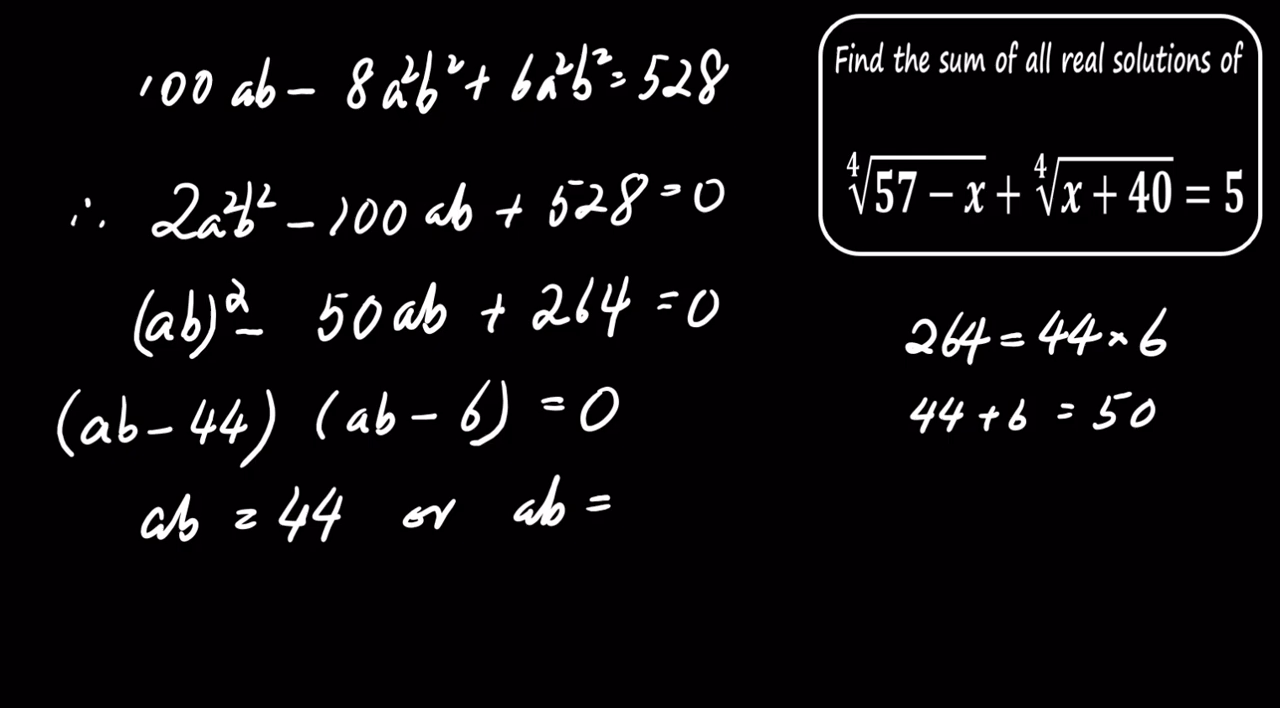 100 ab - 8a²b² + 6a²b² = 528
∴ 2a²b² - 100 ab + 528 = 0
(ab)² - 50 ab + 264 = 0
(ab - 44) (ab - 6) = 0
ab = 44 or ab =
Find the sum of all real solutions of
∜(57 − x) + ∜(x + 40) = 5
264 = 44 × 6
44 + 6 = 50